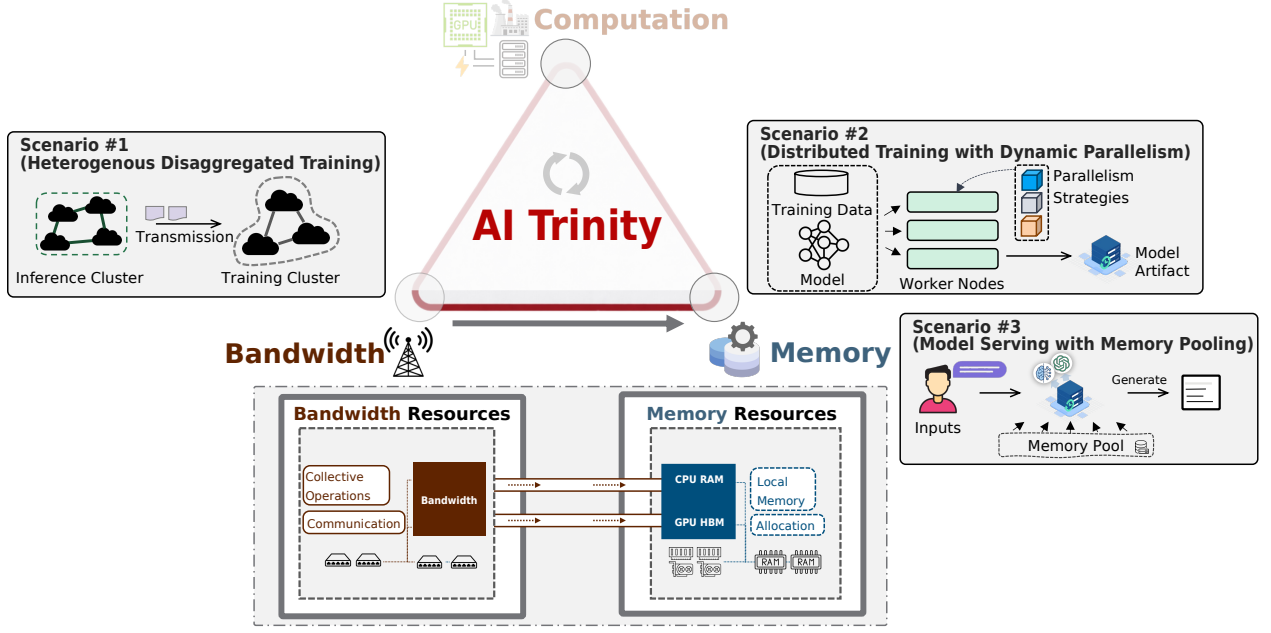 GPU
Computation
Scenario #1
(Heterogenous Disaggregated Training)
Transmission
Inference Cluster
Training Cluster
AI Trinity
Scenario #2
(Distributed Training with Dynamic Parallelism)
Training Data
Model
Worker Nodes
Parallelism
Strategies
Model
Artifact
Bandwidth
Memory
Scenario #3
(Model Serving with Memory Pooling)
Inputs
Generate
Memory Pool
Bandwidth Resources
Collective
Operations
Communication
Bandwidth
Memory Resources
CPU RAM
GPU HBM
Local
Memory
Allocation
RAM
RAM